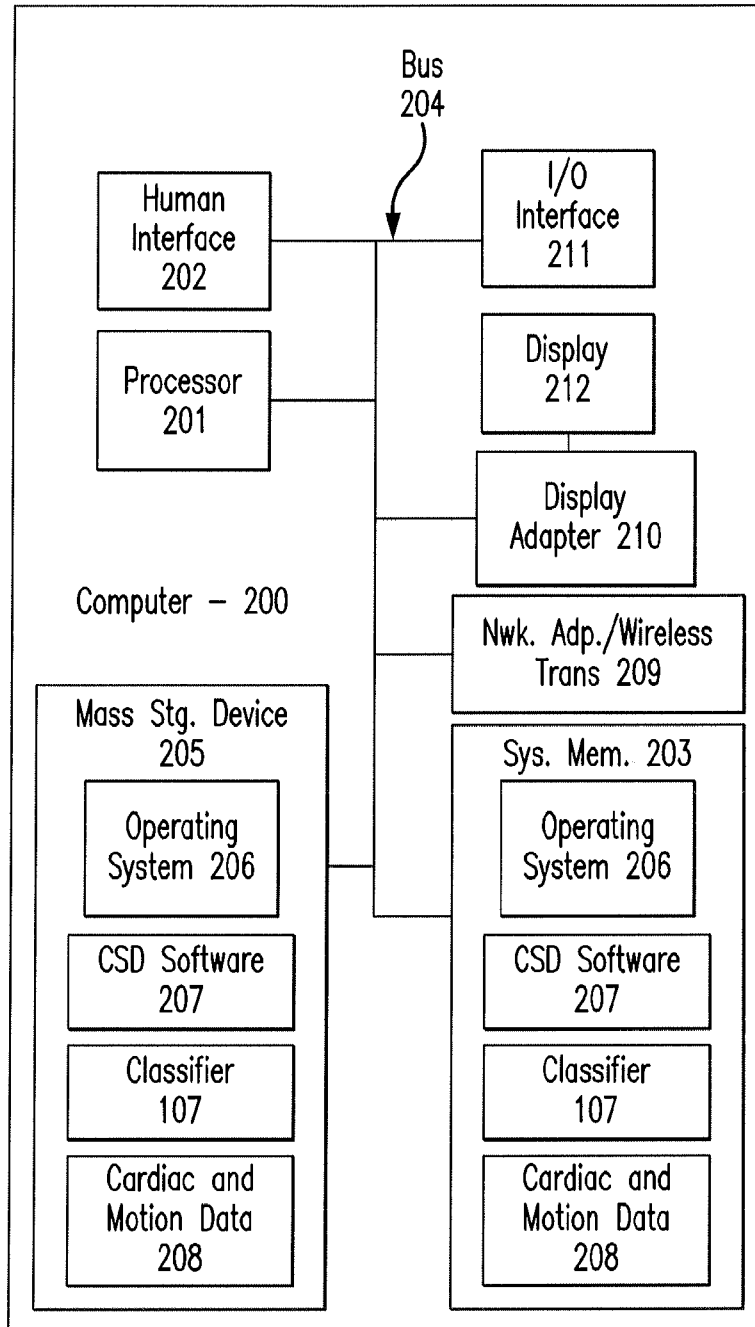 Bus
204
Human
Interface
202
I/O
Interface
211
Processor
201
Display
212
Display
Adapter 210
Computer – 200
Nwk. Adp./Wireless
Trans 209
Mass Stg. Device
205
Operating
System 206
CSD Software
207
Classifier
107
Cardiac and
Motion Data
208
Sys. Mem. 203
Operating
System 206
CSD Software
207
Classifier
107
Cardiac and
Motion Data
208